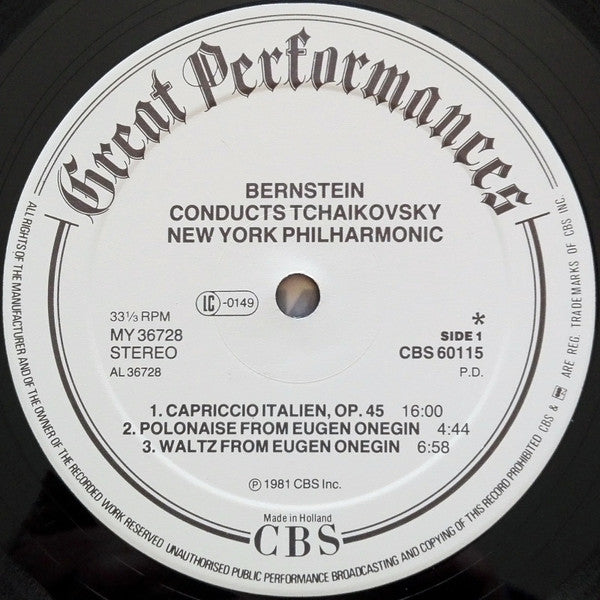 Great Performances
BERNSTEIN
CONDUCTS TCHAIKOVSKY
NEW YORK PHILHARMONIC
LC -0149
33⅓ RPM
MY 36728
STEREO
AL 36728
*
SIDE 1
CBS 60115
P.D.
1. CAPRICCIO ITALIEN, OP. 45 16:00
2. POLONAISE FROM EUGEN ONEGIN 4:44
3. WALTZ FROM EUGEN ONEGIN 6:58
℗ 1981 CBS Inc.
Made in Holland
CBS
ALL RIGHTS OF THE MANUFACTURER AND OF THE OWNER OF THE RECORDED WORK RESERVED UNAUTHORISED PUBLIC PERFORMANCE BROADCASTING AND COPYING OF THIS RECORD PROHIBITED CBS & ARE REG. TRADEMARKS OF CBS INC.